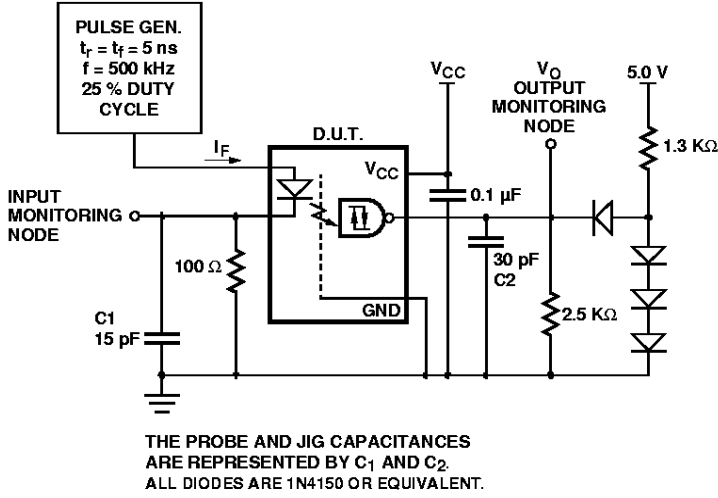 PULSE GEN.
tr = tf = 5 ns
f = 500 kHz
25 % DUTY
CYCLE
IF
D.U.T.
VCC
GND
VCC
0.1 µF
VO
OUTPUT
MONITORING
NODE
5.0 V
1.3 KΩ
INPUT
MONITORING
NODE
100 Ω
C1
15 pF
30 pF
C2
2.5 KΩ
THE PROBE AND JIG CAPACITANCES
ARE REPRESENTED BY C1 AND C2.
ALL DIODES ARE 1N4150 OR EQUIVALENT.